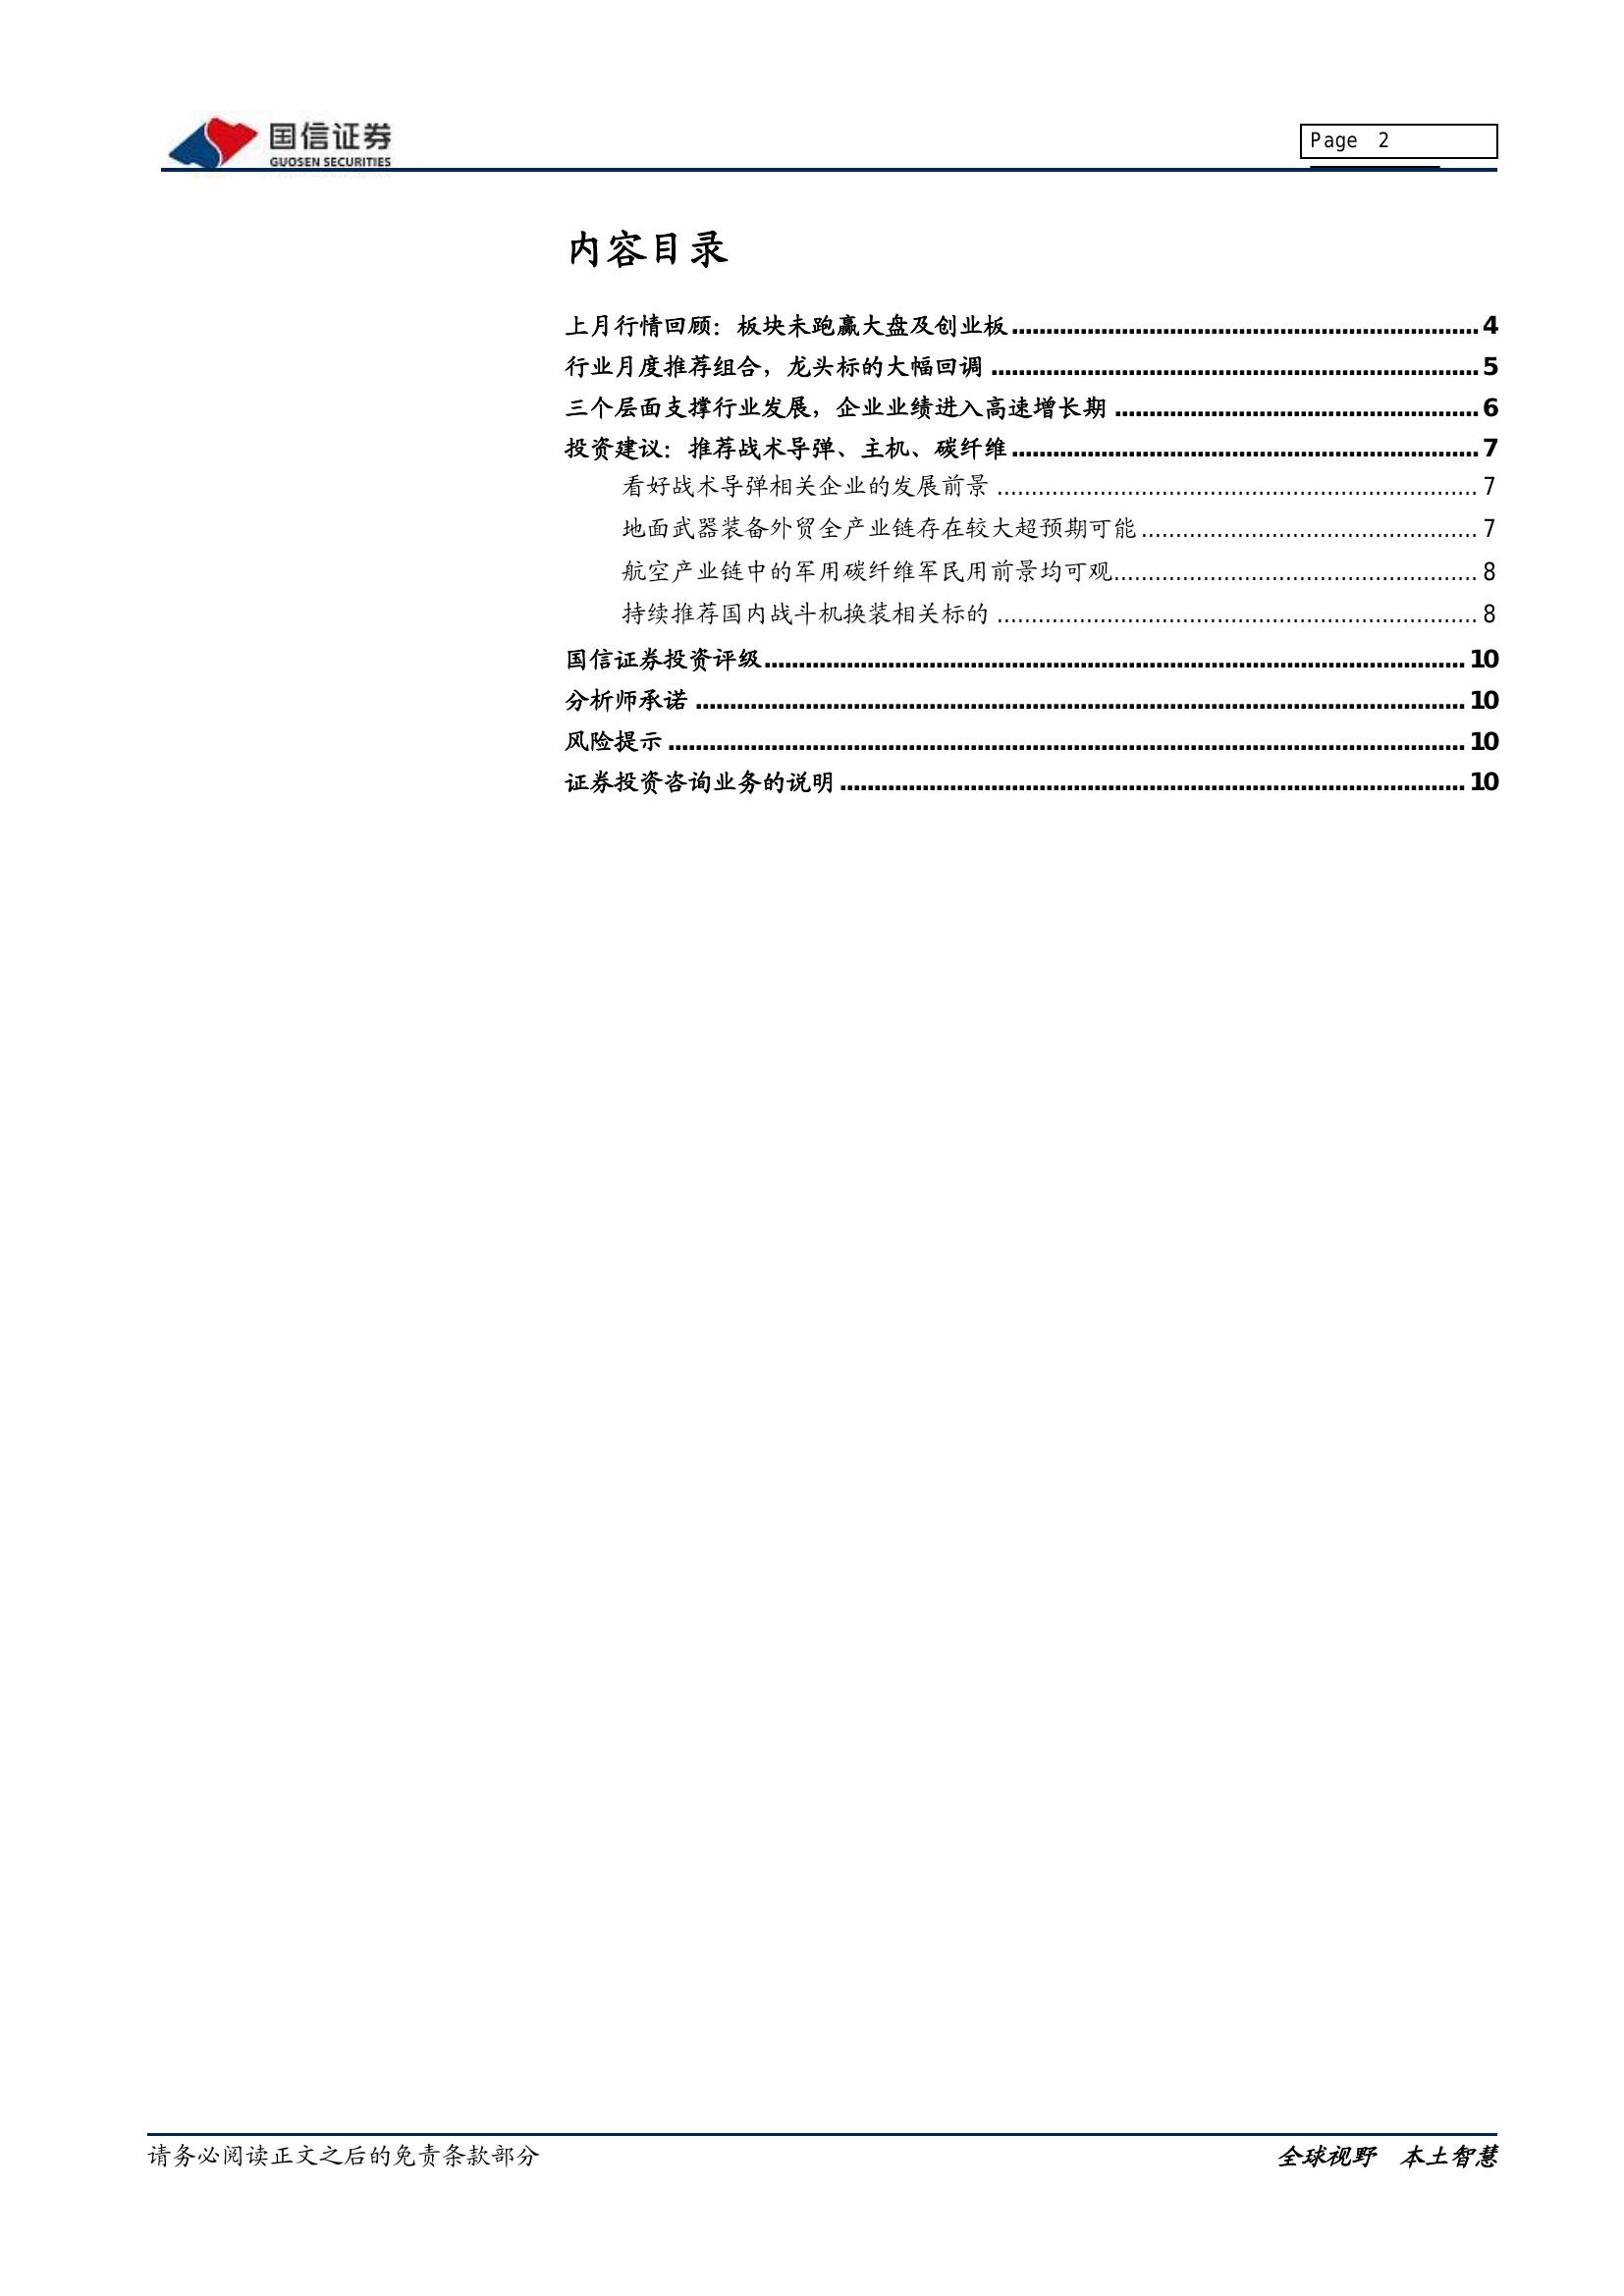 国信证券
GUOSEN SECURITIES
Page 2
内容目录
上月行情回顾：板块未跑赢大盘及创业板........................................................................ 4
行业月度推荐组合，龙头标的大幅回调........................................................................ 5
三个层面支撑行业发展，企业业绩进入高速增长期........................................................ 6
投资建议：推荐战术导弹、主机、碳纤维........................................................................ 7
看好战术导弹相关企业的发展前景........................................................................ 7
地面武器装备外贸全产业链存在较大超预期可能.................................................. 7
航空产业链中的军用碳纤维军民用前景均可观...................................................... 8
持续推荐国内战斗机换装相关标的........................................................................ 8
国信证券投资评级........................................................................................................ 10
分析师承诺.................................................................................................................. 10
风险提示...................................................................................................................... 10
证券投资咨询业务的说明............................................................................................ 10
请务必阅读正文之后的免责条款部分
全球视野 本土智慧